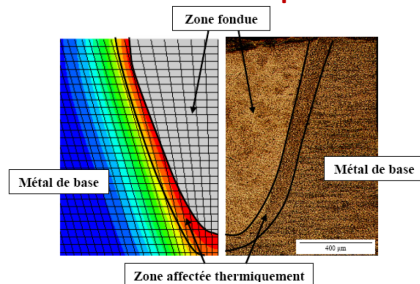 Zone fondue
Métal de base
Métal de base
400 µm
Zone affectée thermiquement